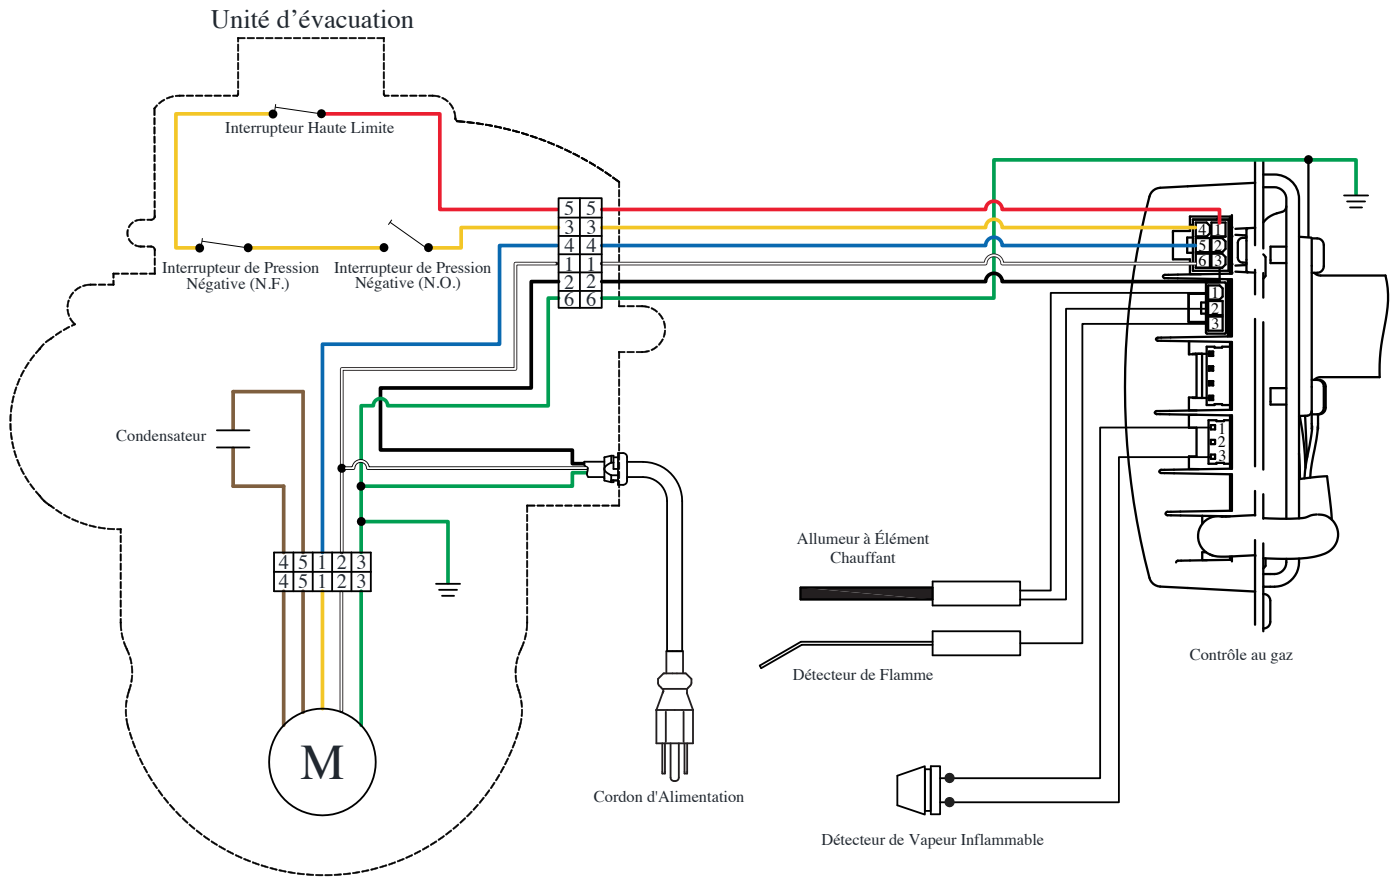 Unité d’évacuation
Interrupteur Haute Limite
Interrupteur de Pression
Négative (N.F.)
Interrupteur de Pression
Négative (N.O.)
5 5
3 3
4 4
1 1
2 2
6 6
4 1
5 2
6 3
1
2
3
1
2
3
Condensateur
4 5 1 2 3
4 5 1 2 3
M
Cordon d'Alimentation
Allumeur à Élément
Chauffant
Détecteur de Flamme
Contrôle au gaz
Détecteur de Vapeur Inflammable